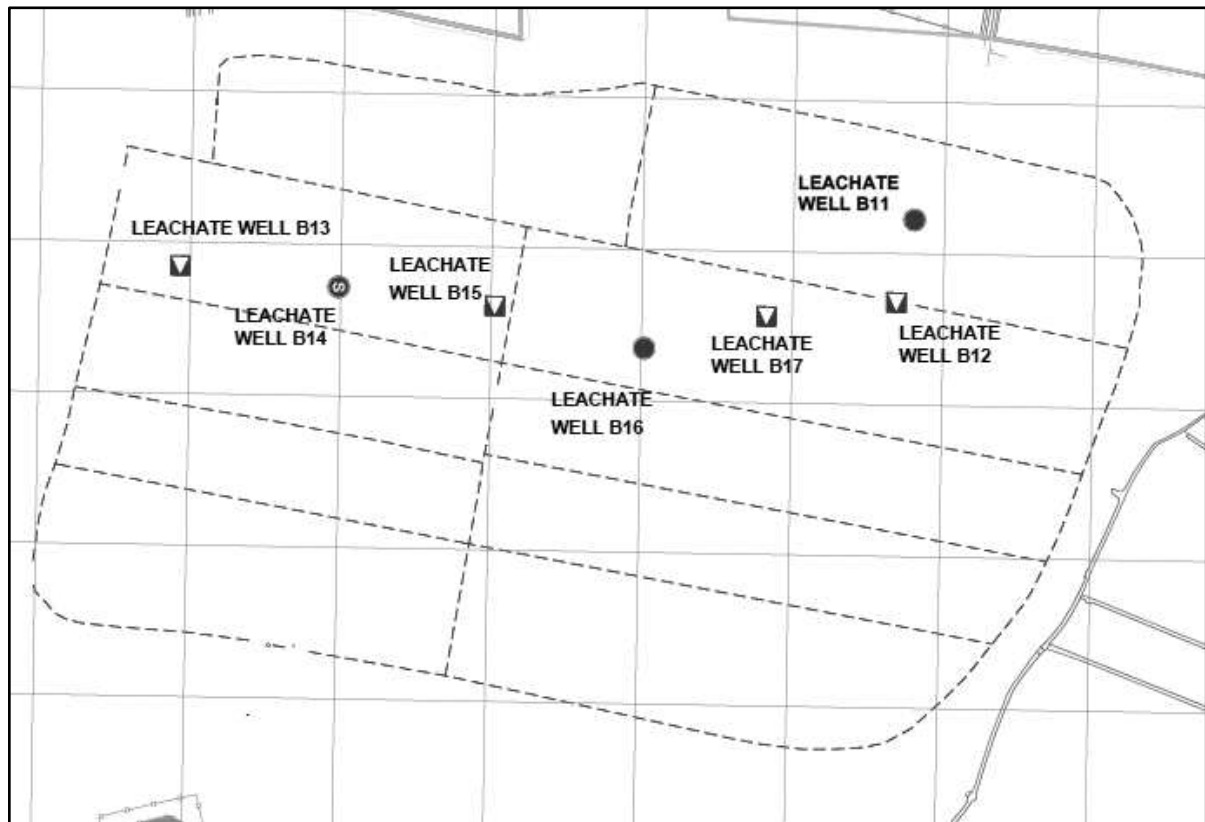 LEACHATE
WELL B11
LEACHATE WELL B13
LEACHATE
WELL B15
S
LEACHATE
WELL B14
LEACHATE
WELL B17
LEACHATE
WELL B12
LEACHATE
WELL B16